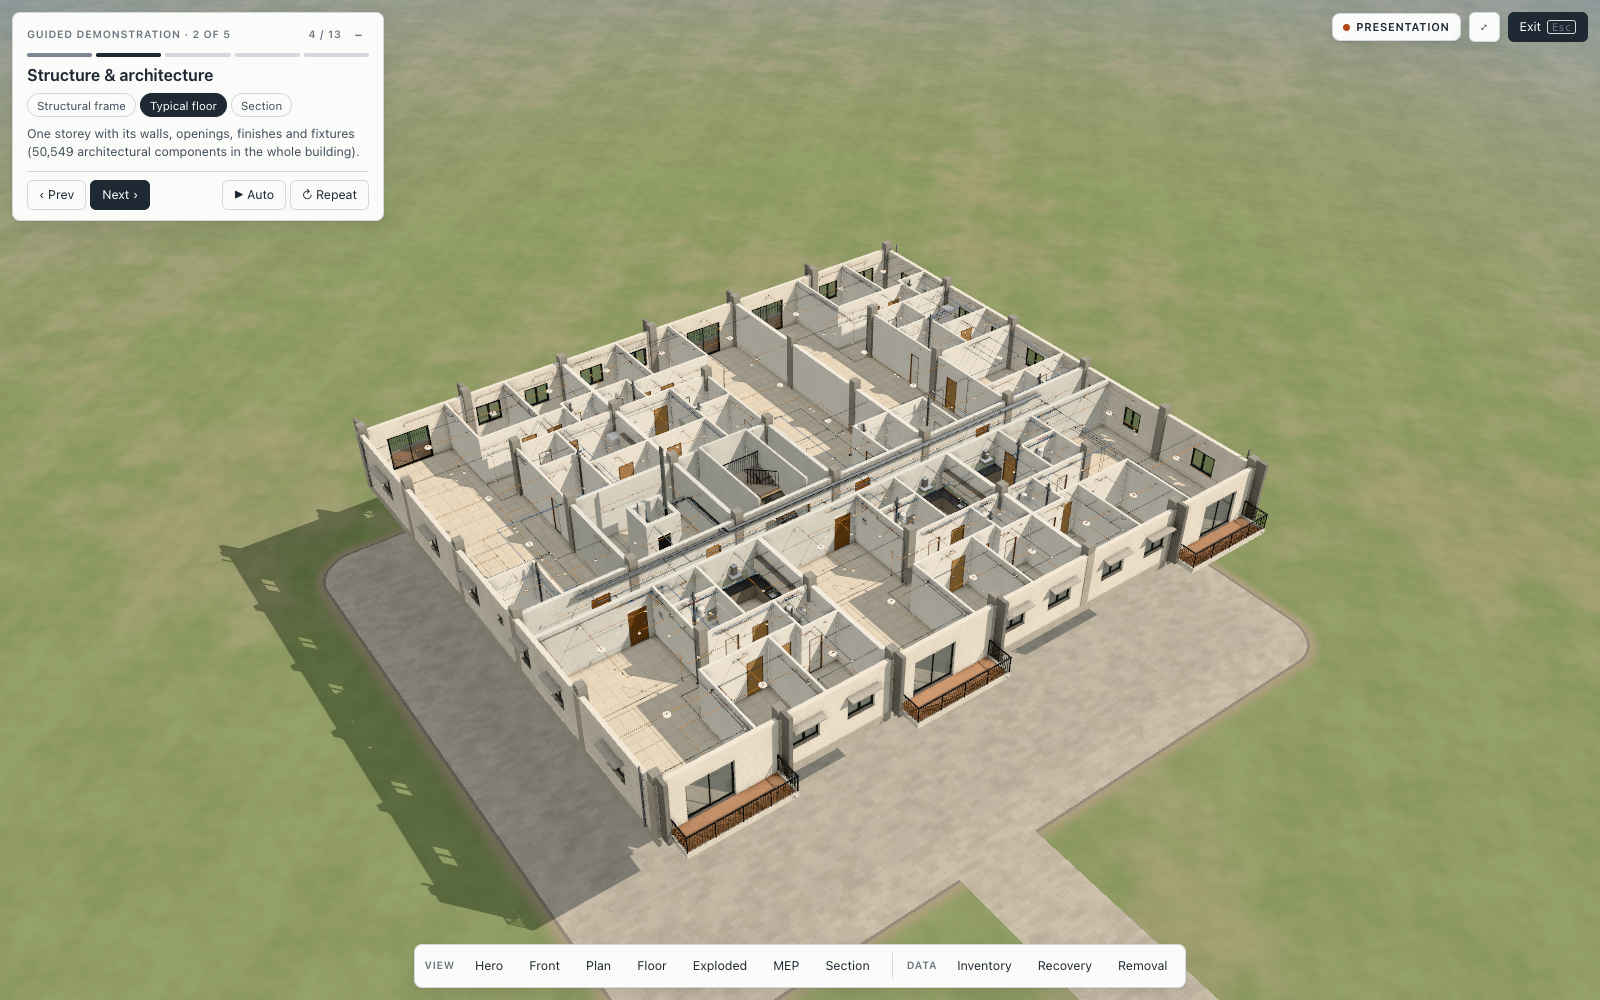 GUIDED DEMONSTRATION · 2 OF 5 4 / 13 –
Structure & architecture
Structural frame Typical floor Section
One storey with its walls, openings, finishes and fixtures
(50,549 architectural components in the whole building).
‹ Prev Next › ▶ Auto ↻ Repeat
PRESENTATION Exit Esc
VIEW Hero Front Plan Floor Exploded MEP Section DATA Inventory Recovery Removal